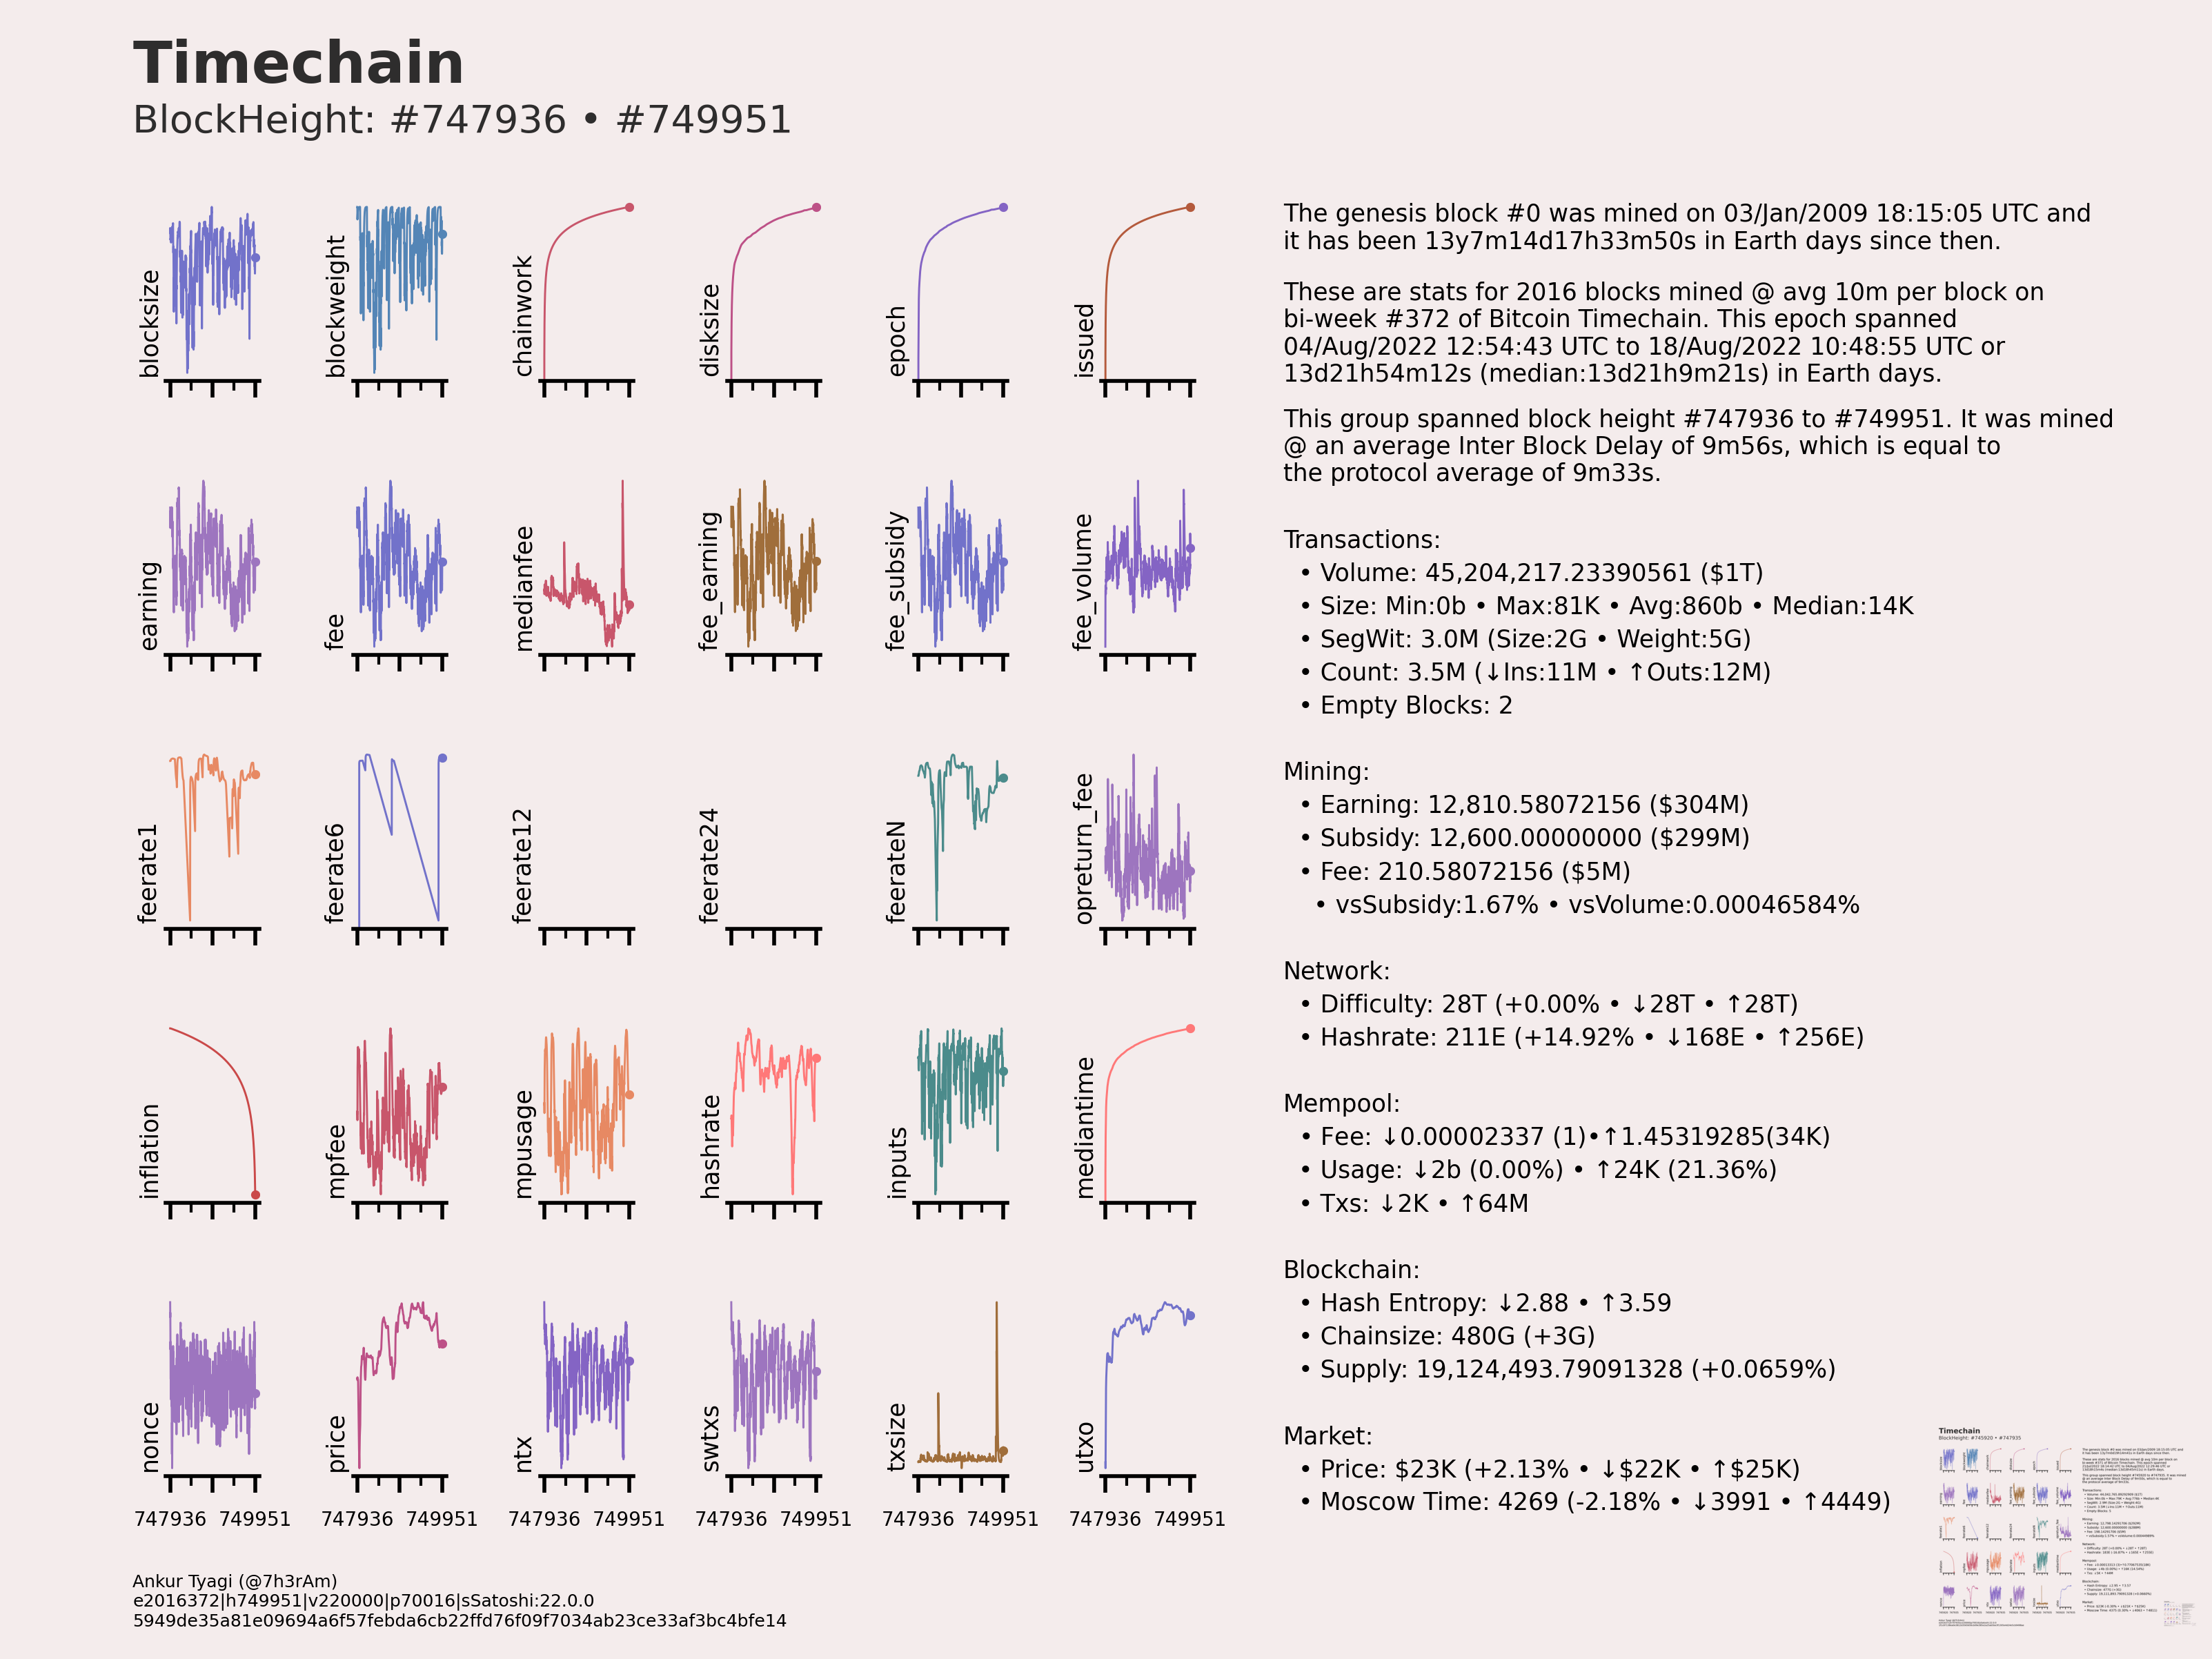 Timechain
BlockHeight: #747936 • #749951
blocksize
blockweight
chainwork
disksize
epoch
issued
earning
fee
medianfee
fee_earning
fee_subsidy
fee_volume
feerate1
feerate6
feerate12
feerate24
feerateN
opreturn_fee
inflation
mpfee
mpusage
hashrate
inputs
mediantime
nonce
price
ntx
swtxs
txsize
utxo
747936 749951 747936 749951 747936 749951 747936 749951 747936 749951 747936 749951
The genesis block #0 was mined on 03/Jan/2009 18:15:05 UTC and
it has been 13y7m14d17h33m50s in Earth days since then.
These are stats for 2016 blocks mined @ avg 10m per block on
bi-week #372 of Bitcoin Timechain. This epoch spanned
04/Aug/2022 12:54:43 UTC to 18/Aug/2022 10:48:55 UTC or
13d21h54m12s (median:13d21h9m21s) in Earth days.
This group spanned block height #747936 to #749951. It was mined
@ an average Inter Block Delay of 9m56s, which is equal to
the protocol average of 9m33s.
Transactions:
• Volume: 45,204,217.23390561 ($1T)
• Size: Min:0b • Max:81K • Avg:860b • Median:14K
• SegWit: 3.0M (Size:2G • Weight:5G)
• Count: 3.5M (↓Ins:11M • ↑Outs:12M)
• Empty Blocks: 2
Mining:
• Earning: 12,810.58072156 ($304M)
• Subsidy: 12,600.00000000 ($299M)
• Fee: 210.58072156 ($5M)
• vsSubsidy:1.67% • vsVolume:0.00046584%
Network:
• Difficulty: 28T (+0.00% • ↓28T • ↑28T)
• Hashrate: 211E (+14.92% • ↓168E • ↑256E)
Mempool:
• Fee: ↓0.00002337 (1)•↑1.45319285(34K)
• Usage: ↓2b (0.00%) • ↑24K (21.36%)
• Txs: ↓2K • ↑64M
Blockchain:
• Hash Entropy: ↓2.88 • ↑3.59
• Chainsize: 480G (+3G)
• Supply: 19,124,493.79091328 (+0.0659%)
Market:
• Price: $23K (+2.13% • ↓$22K • ↑$25K)
• Moscow Time: 4269 (-2.18% • ↓3991 • ↑4449)
Ankur Tyagi (@7h3rAm)
e2016372|h749951|v220000|p70016|sSatoshi:22.0.0
5949de35a81e09694a6f57febda6cb22ffd76f09f7034ab23ce33af3bc4bfe14
Timechain
BlockHeight: #745920 • #747935